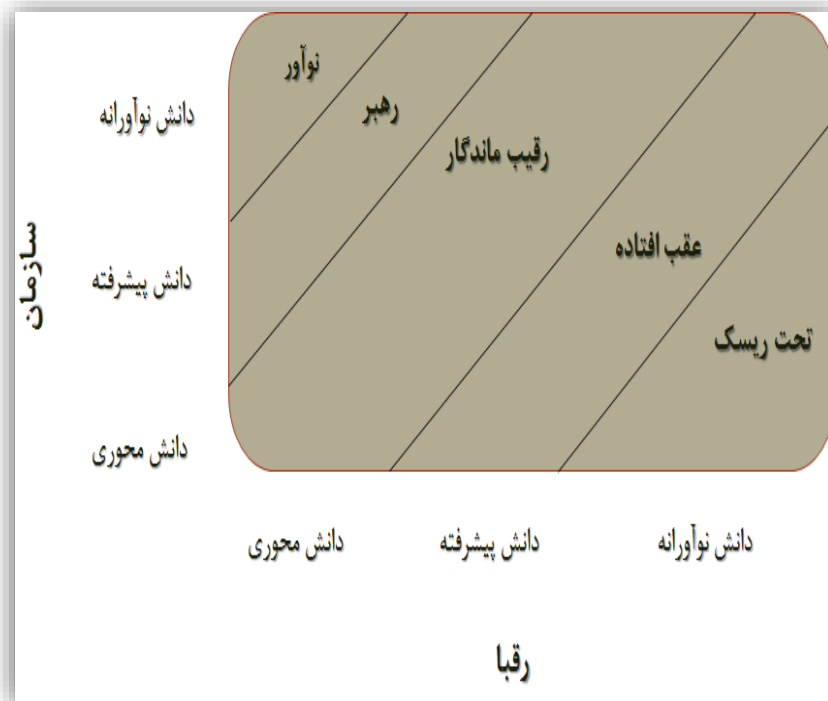 نوآور
رهبر
رقیب ماندگار
عقب افتاده
تحت ریسک
سازمان
دانش نوآورانه
دانش پیشرفته
دانش محوری
دانش محوری
دانش پیشرفته
دانش نوآورانه
رقبا